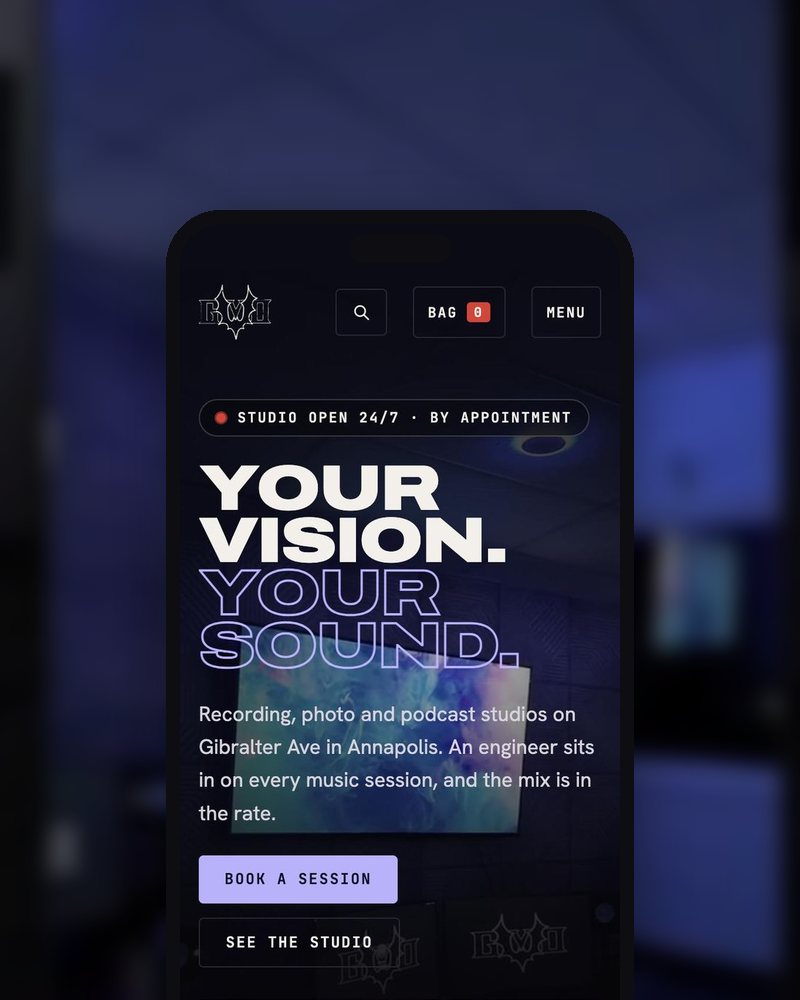 BAG 0
MENU
STUDIO OPEN 24/7 · BY APPOINTMENT
YOUR
VISION.
YOUR
SOUND.
Recording, photo and podcast studios on
Gibralter Ave in Annapolis. An engineer sits
in on every music session, and the mix is in
the rate.
BOOK A SESSION
SEE THE STUDIO